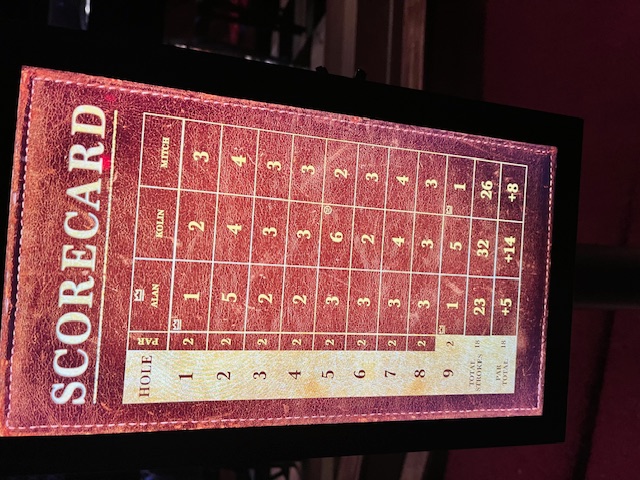 SCORECARD
HOLE PAR ALAN KOLIN MITCH
1 2 1 2 3
2 2 5 4 4
3 2 2 3 3
4 2 2 3 3
5 2 3 6 2
6 2 3 2 3
7 2 3 4 4
8 2 3 3 3
9 2 1 5 1
TOTAL STROKES 18 23 32 26
PAR TOTAL 18 +5 +14 +8